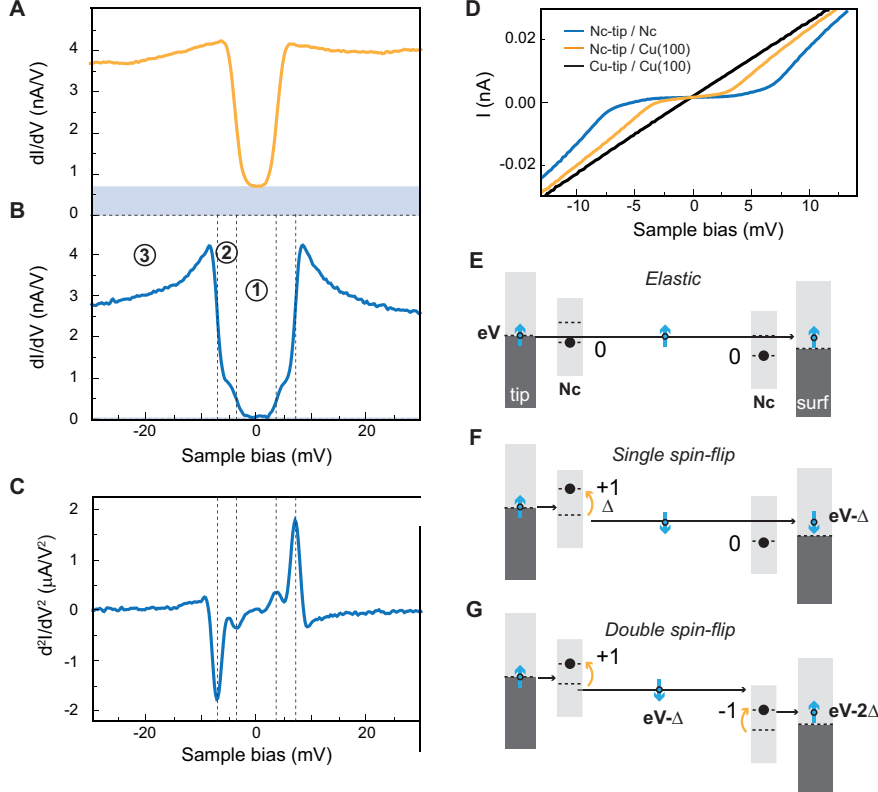 A
dI/dV (nA/V)
4
3
2
1
0
B
dI/dV (nA/V)
4
3
2
1
0
③
②
①
-20
0
20
Sample bias (mV)
C
d²I/dV² (µA/V²)
2
1
0
-1
-2
-20
0
20
Sample bias (mV)
D
I (nA)
0.02
0.00
-0.02
Nc-tip / Nc
Nc-tip / Cu(100)
Cu-tip / Cu(100)
-10
-5
0
5
10
Sample bias (mV)
E
Elastic
eV
0
0
tip
Nc
Nc
surf
F
Single spin-flip
+1
Δ
0
eV-Δ
G
Double spin-flip
+1
eV-Δ
-1
eV-2Δ